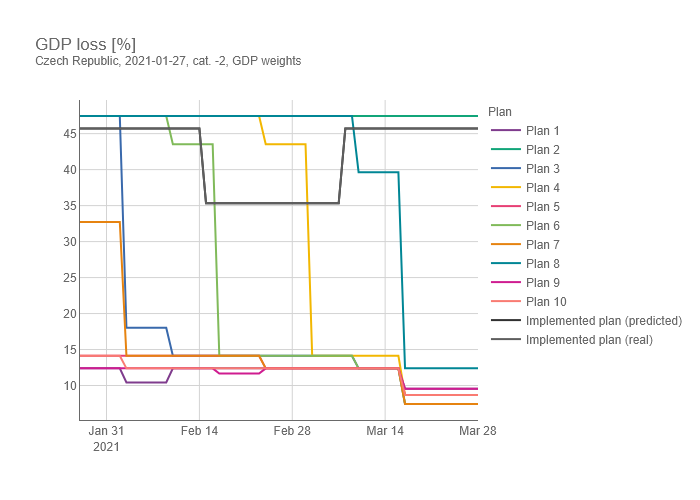 GDP loss [%]
Czech Republic, 2021-01-27, cat. -2, GDP weights
Plan
Plan 1
Plan 2
Plan 3
Plan 4
Plan 5
Plan 6
Plan 7
Plan 8
Plan 9
Plan 10
Implemented plan (predicted)
Implemented plan (real)
45
40
35
30
25
20
15
10
Jan 31 Feb 14 Feb 28 Mar 14 Mar 28
2021